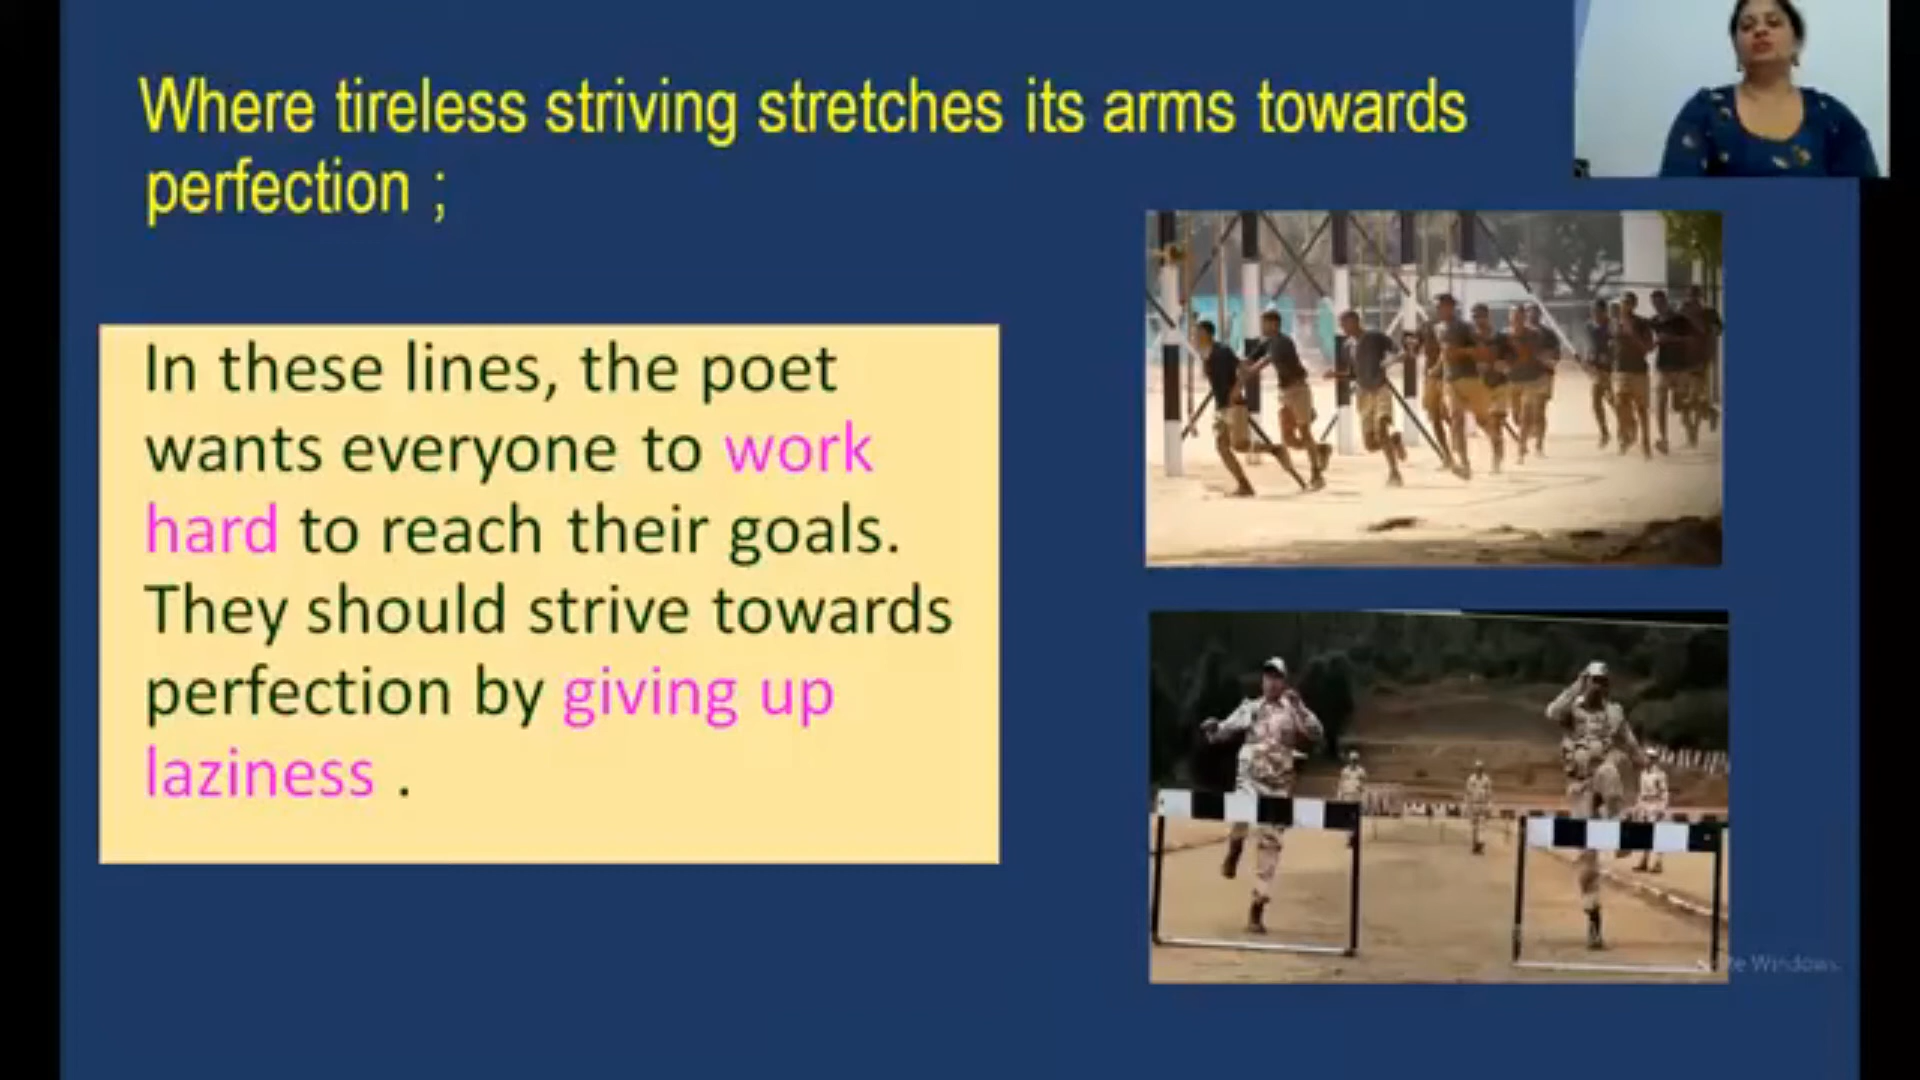 Where tireless striving stretches its arms towards
perfection ;
In these lines, the poet
wants everyone to work
hard to reach their goals.
They should strive towards
perfection by giving up
laziness .
Windows.